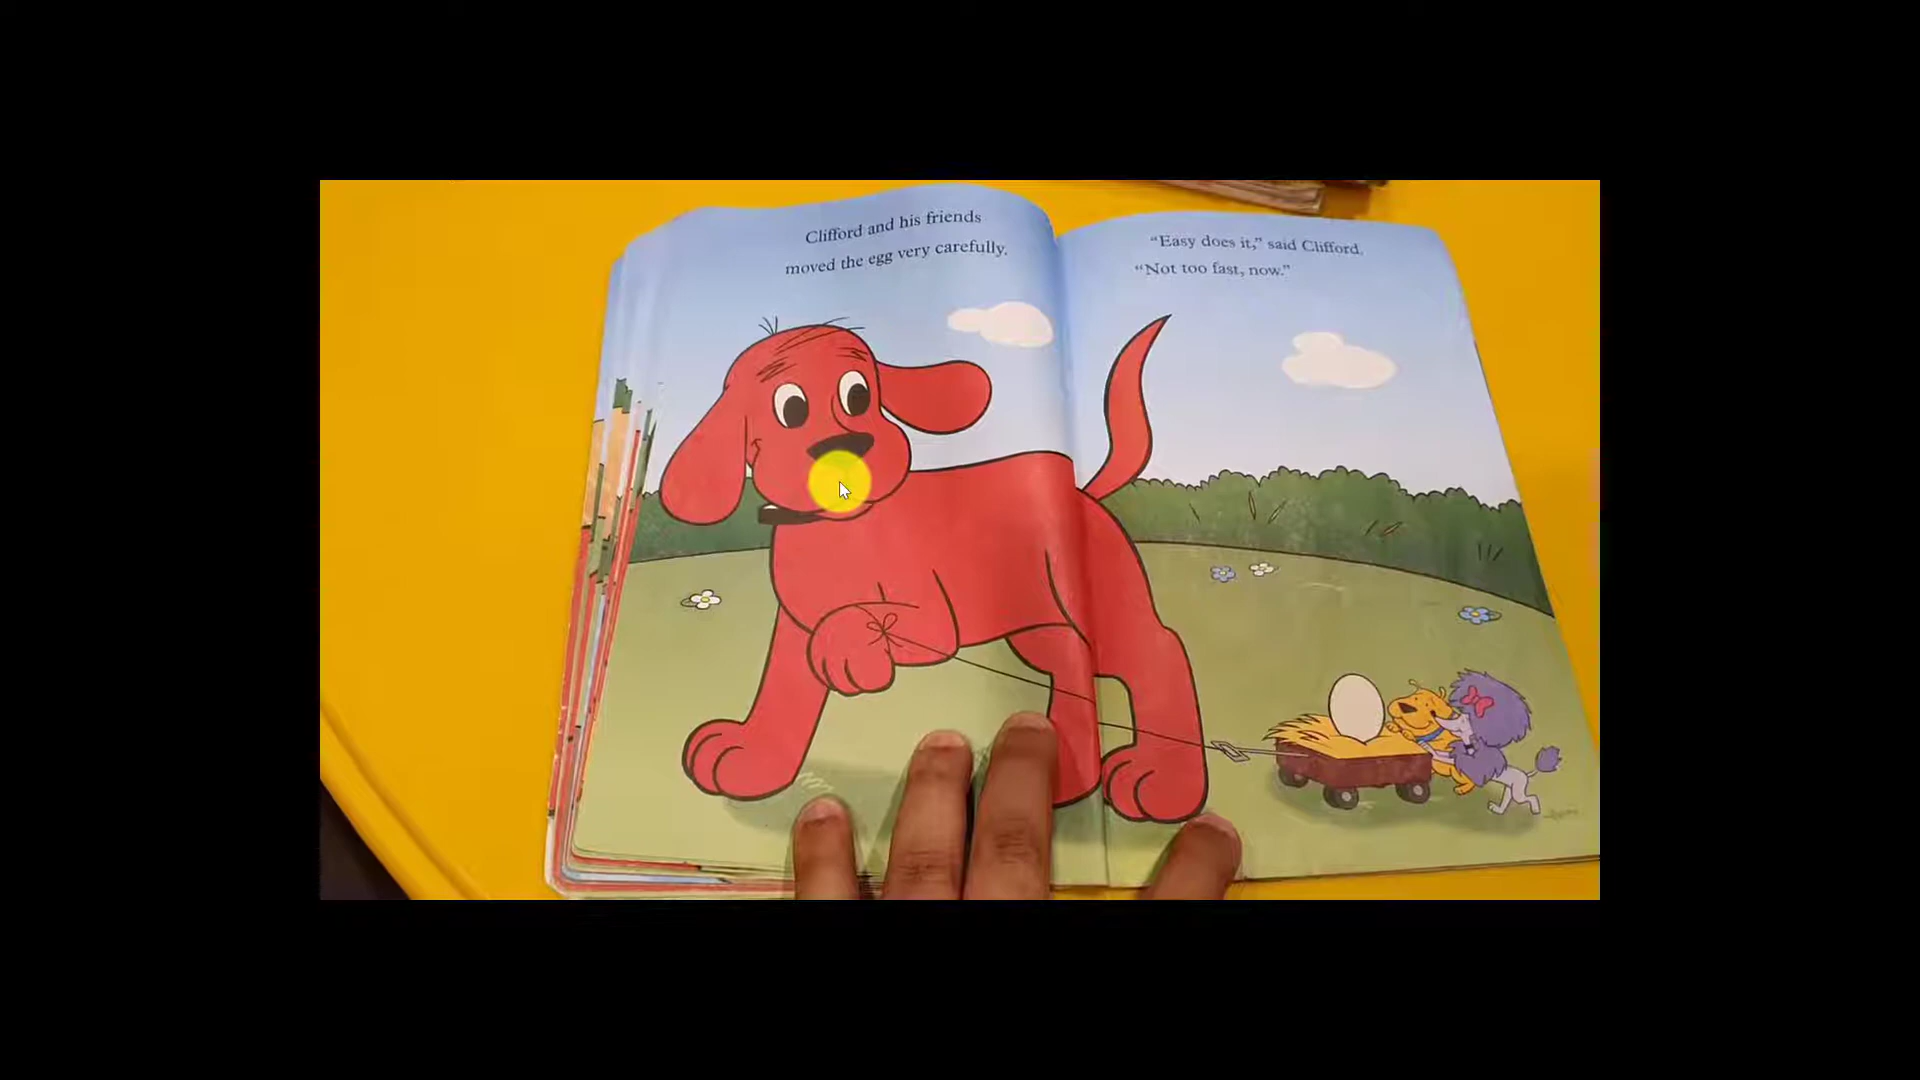 Clifford and his friends
moved the egg very carefully.
“Easy does it,” said Clifford.
“Not too fast, now.”